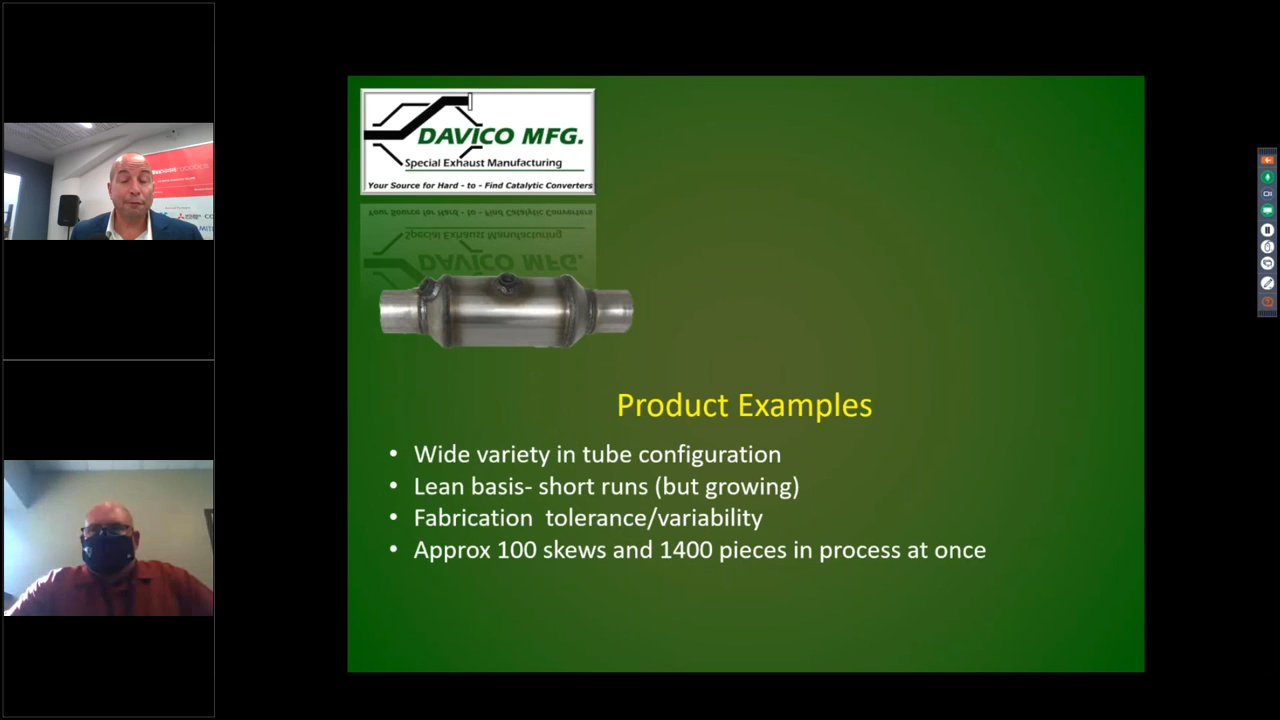 DAVICO MFG.
Special Exhaust Manufacturing
Your Source for Hard - to - Find Catalytic Converters
Product Examples
• Wide variety in tube configuration
• Lean basis- short runs (but growing)
• Fabrication tolerance/variability
• Approx 100 skews and 1400 pieces in process at once